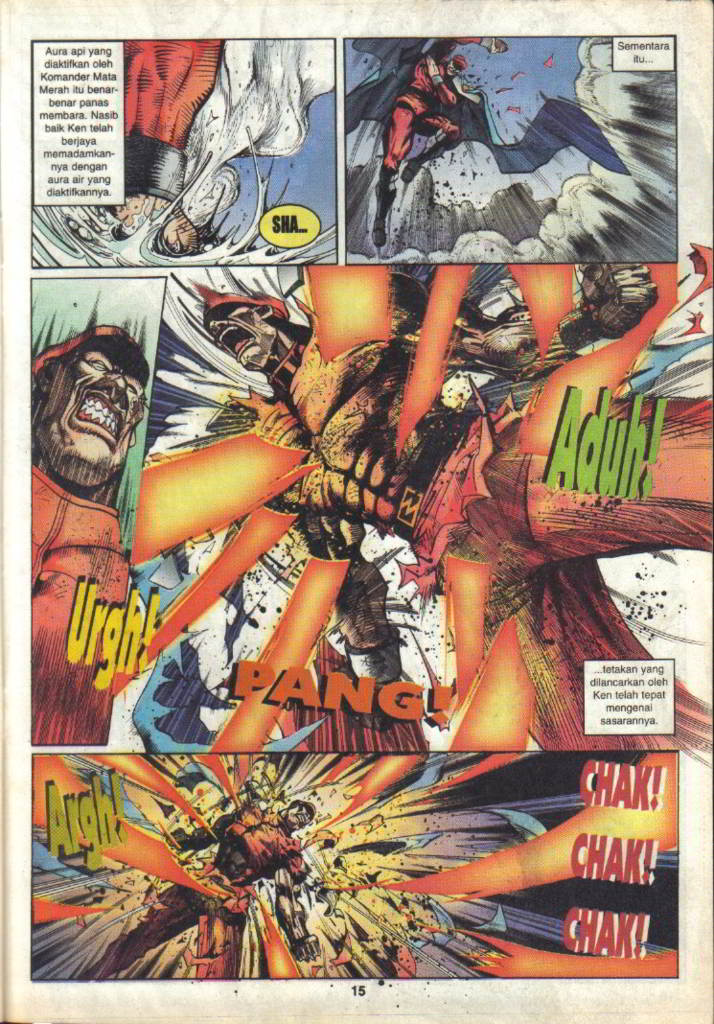 Aura api yang
diaktifkan oleh
Komander Mata
Merah itu benar-
benar panas
membara. Nasib
baik Ken telah
berjaya
memadamkan-
nya dengan
aura air yang
diaktifkannya.
SHA...
Sementara
itu...
Aduh!
Urgh!
PANG!
...tetakan yang
dilancarkan oleh
Ken telah tepat
mengenai
sasarannya.
Argh!
CHAK!
CHAK!
CHAK!
15